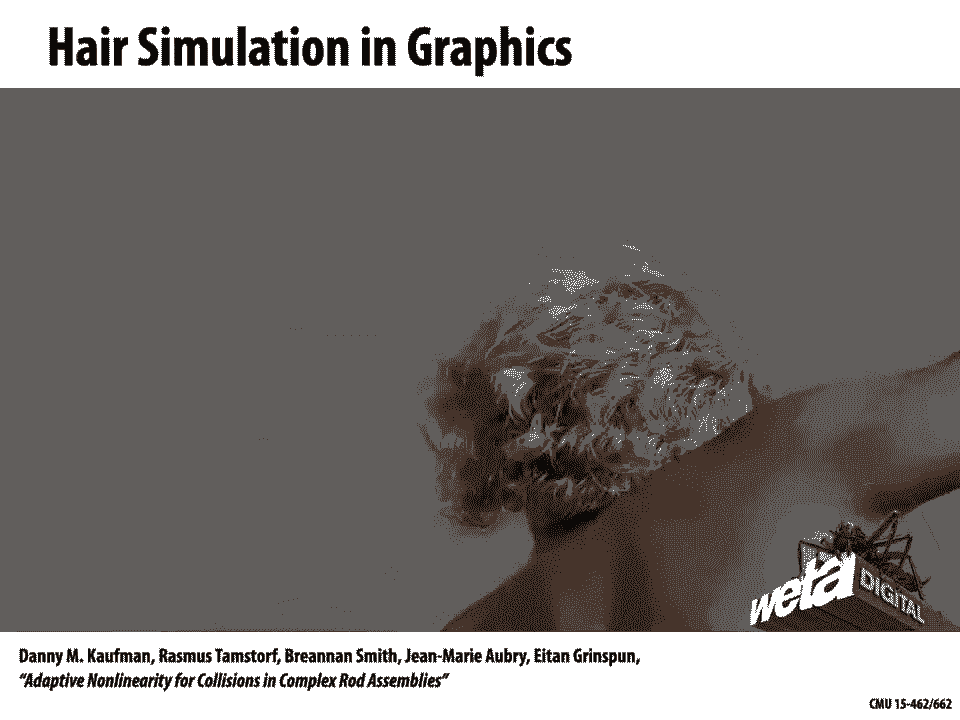 Hair Simulation in Graphics
weta
DIGITAL
Danny M. Kaufman, Rasmus Tamstorf, Breannan Smith, Jean-Marie Aubry, Eitan Grinspun,
“Adaptive Nonlinearity for Collisions in Complex Rod Assemblies”
CMU 15-462/662